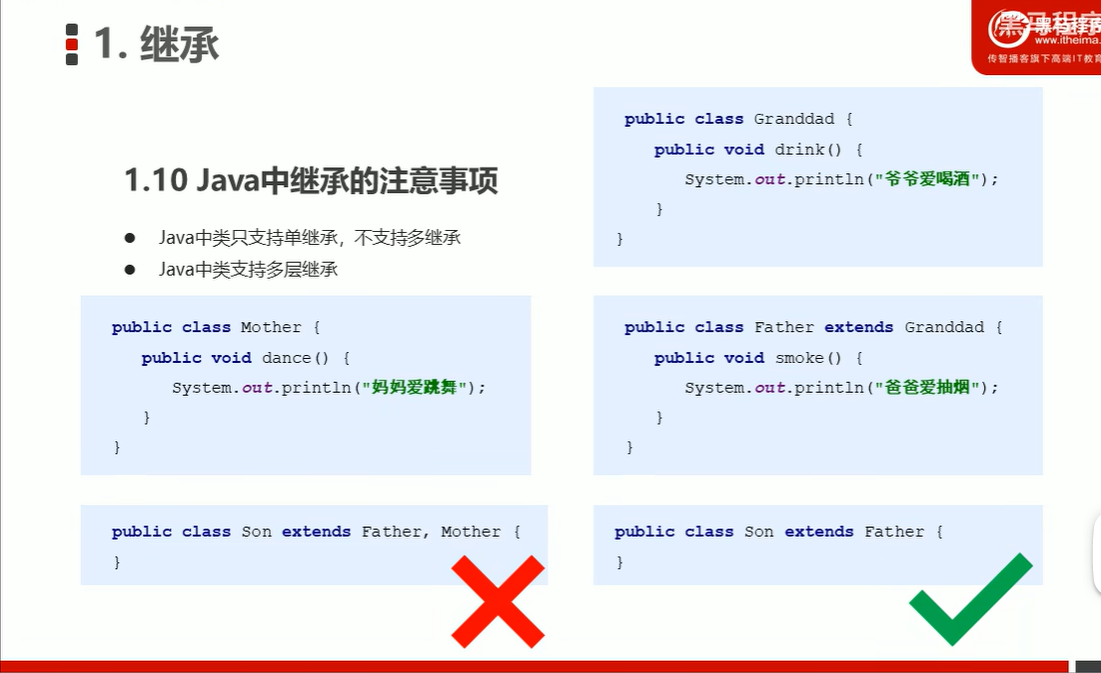 1. 继承
www.itheima.
传智播客旗下高端IT教育
1.10 Java中继承的注意事项
● Java中类只支持单继承，不支持多继承
● Java中类支持多层继承
public class Granddad {
public void drink() {
System.out.println("爷爷爱喝酒");
}
}
public class Mother {
public void dance() {
System.out.println("妈妈爱跳舞");
}
}
public class Father extends Granddad {
public void smoke() {
System.out.println("爸爸爱抽烟");
}
}
public class Son extends Father, Mother {
}
public class Son extends Father {
}